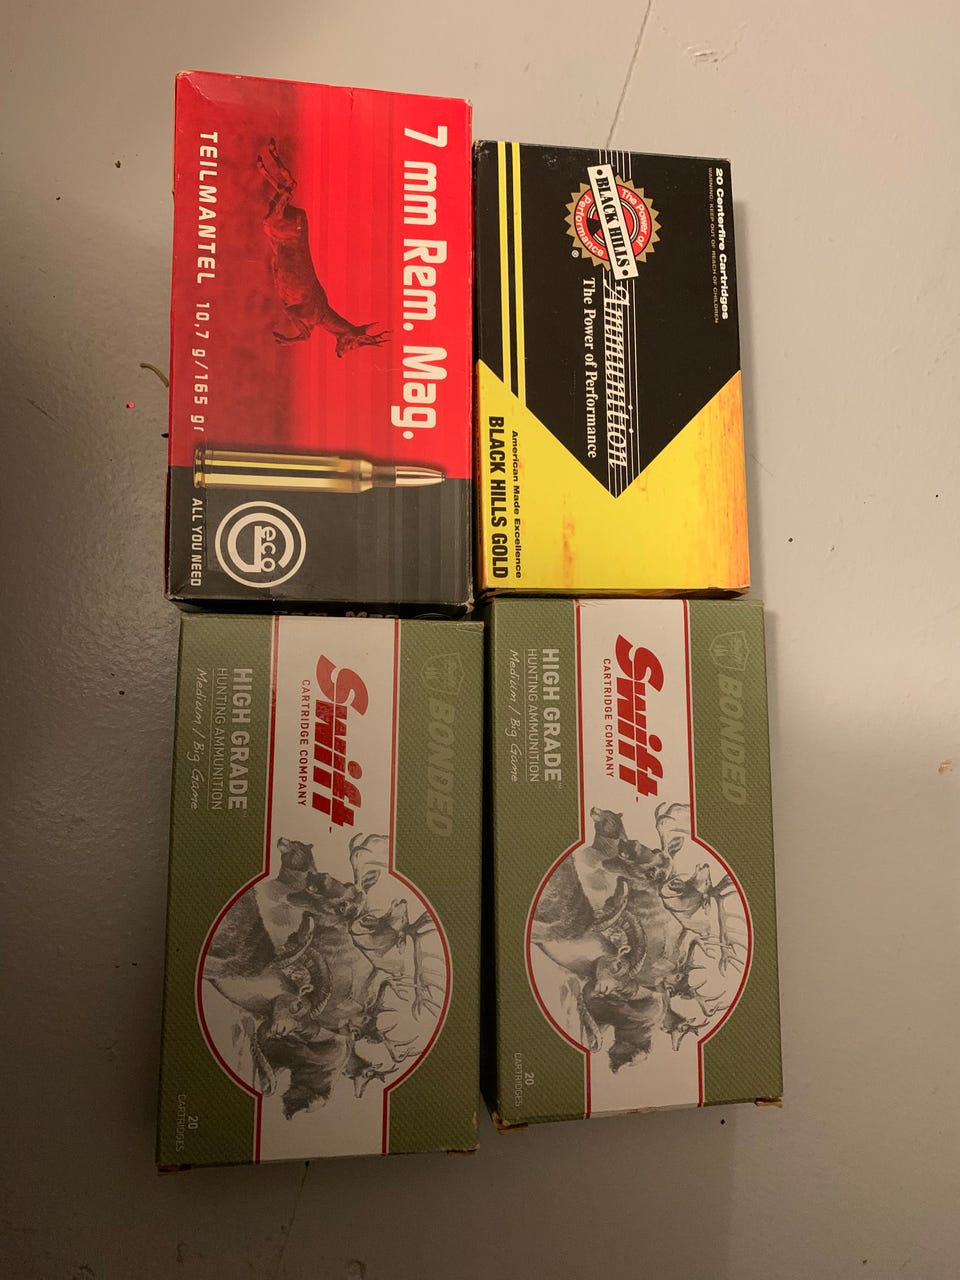 7 mm Rem. Mag.
TEILMANTEL 10,7 g/165 gr
GECO
ALL YOU NEED
20 Centerfire Cartridges
WARNING: KEEP OUT OF REACH OF CHILDREN
The Power of
•BLACK HILLS•
Performance
®
Ammunition
The Power of Performance
American Made Excellence
BLACK HILLS GOLD
BONDED
Swift
CARTRIDGE COMPANY
HIGH GRADE™
HUNTING AMMUNITION
Medium / Big Game
20
CARTRIDGES
BONDED
Swift
CARTRIDGE COMPANY
HIGH GRADE™
HUNTING AMMUNITION
Medium / Big Game
20
CARTRIDGES